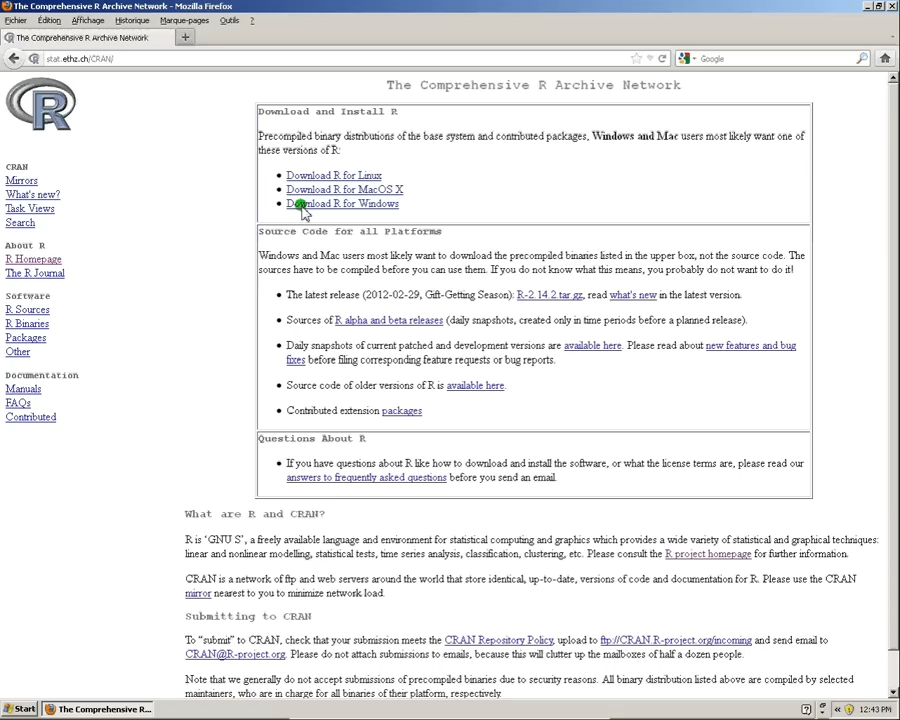 The Comprehensive R Archive Network - Mozilla Firefox
Fichier Édition Affichage Historique Marque-pages Outils ?
The Comprehensive R Archive Network
stat.ethz.ch/CRAN/
Google
The Comprehensive R Archive Network
R
CRAN
Mirrors
What's new?
Task Views
Search
About R
R Homepage
The R Journal
Software
R Sources
R Binaries
Packages
Other
Documentation
Manuals
FAQs
Contributed
Download and Install R
Precompiled binary distributions of the base system and contributed packages, Windows and Mac users most likely want one of
these versions of R:
Download R for Linux
Download R for MacOS X
Download R for Windows
Source Code for all Platforms
Windows and Mac users most likely want to download the precompiled binaries listed in the upper box, not the source code. The
sources have to be compiled before you can use them. If you do not know what this means, you probably do not want to do it!
The latest release (2012-02-29, Gift-Getting Season): R-2.14.2.tar.gz, read what's new in the latest version.
Sources of R alpha and beta releases (daily snapshots, created only in time periods before a planned release).
Daily snapshots of current patched and development versions are available here. Please read about new features and bug
fixes before filing corresponding feature requests or bug reports.
Source code of older versions of R is available here.
Contributed extension packages
Questions About R
If you have questions about R like how to download and install the software, or what the license terms are, please read our
answers to frequently asked questions before you send an email.
What are R and CRAN?
R is ‘GNU S’, a freely available language and environment for statistical computing and graphics which provides a wide variety of statistical and graphical techniques:
linear and nonlinear modelling, statistical tests, time series analysis, classification, clustering, etc. Please consult the R project homepage for further information.
CRAN is a network of ftp and web servers around the world that store identical, up-to-date, versions of code and documentation for R. Please use the CRAN
mirror nearest to you to minimize network load.
Submitting to CRAN
To “submit” to CRAN, check that your submission meets the CRAN Repository Policy, upload to ftp://CRAN.R-project.org/incoming and send email to
CRAN@R-project.org. Please do not attach submissions to emails, because this will clutter up the mailboxes of half a dozen people.
Note that we generally do not accept submissions of precompiled binaries due to security reasons. All binary distribution listed above are compiled by selected
maintainers, who are in charge for all binaries of their platform, respectively.
Start
The Comprehensive R...
12:43 PM